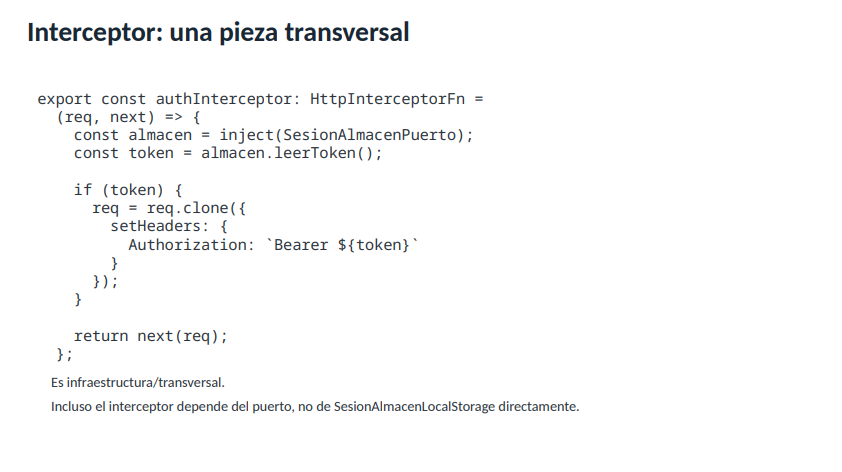 Interceptor: una pieza transversal
export const authInterceptor: HttpInterceptorFn =
  (req, next) => {
    const almacen = inject(SesionAlmacenPuerto);
    const token = almacen.leerToken();

    if (token) {
      req = req.clone({
        setHeaders: {
          Authorization: `Bearer ${token}`
        }
      });
    }

    return next(req);
  };
Es infraestructura/transversal.
Incluso el interceptor depende del puerto, no de SesionAlmacenLocalStorage directamente.